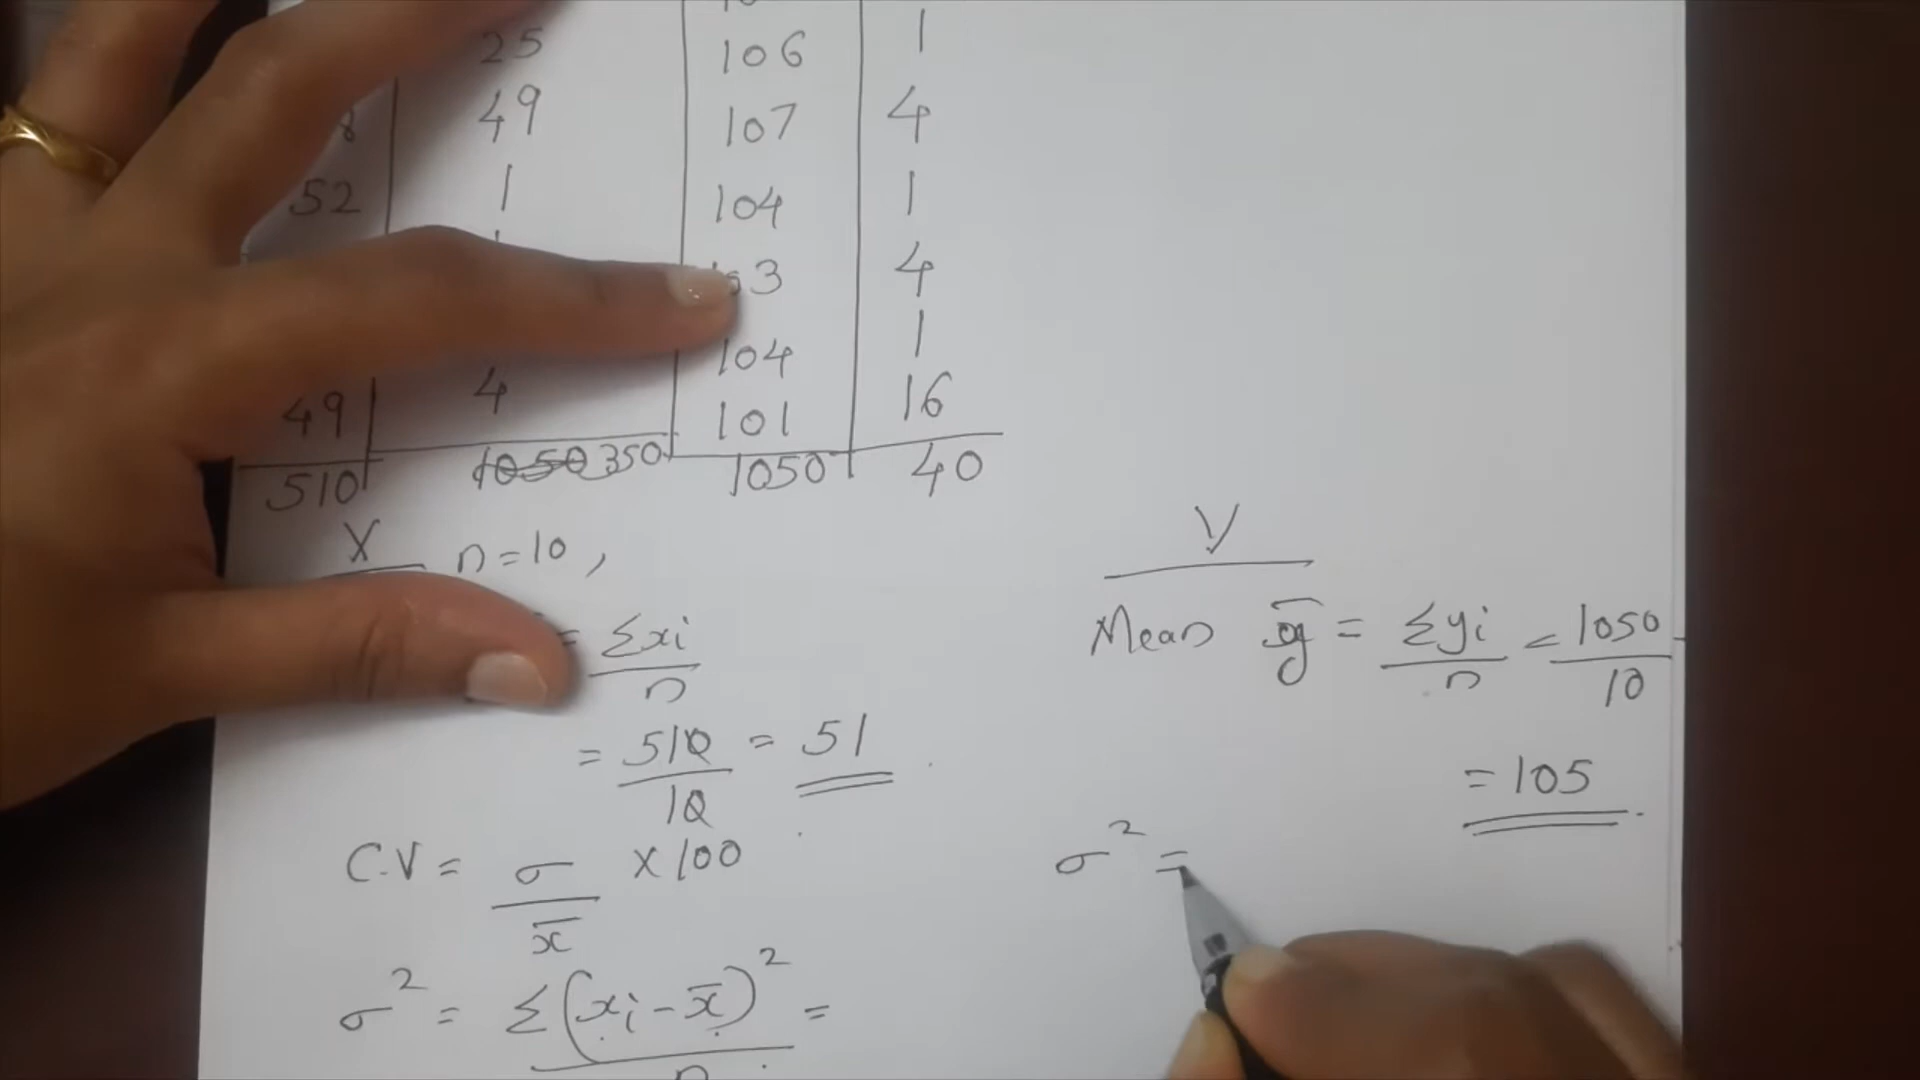 25 106 1
8 49 107 4
52 1 104 1
3 4
104 1
49 4 101 16
510 350 1050 40
X n=10,
= Σxi / n
= 510 / 10 = 51
C.V = σ / x̄ × 100
σ² = Σ(xi - x̄)² / n =
Y
Mean ȳ = Σyi / n = 1050 / 10
= 105
σ² =